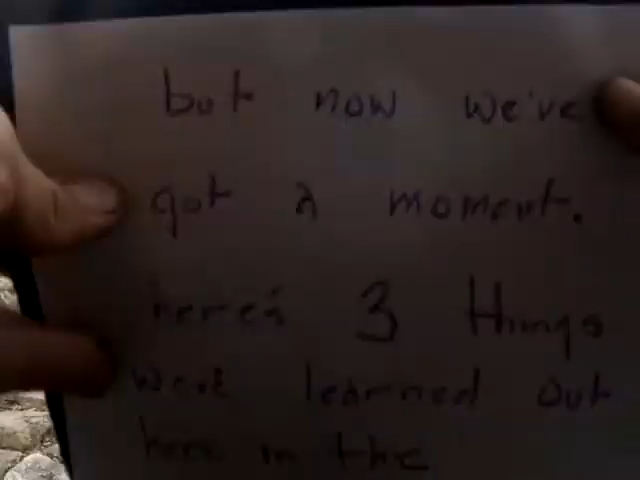 but now we've
got a moment.
here's 3 things
we've learned out
here in the